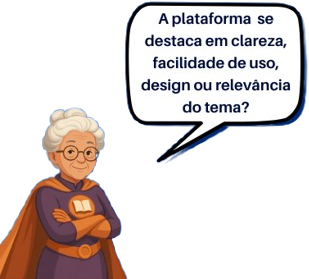 A plataforma se
destaca em clareza,
facilidade de uso,
design ou relevância
do tema?